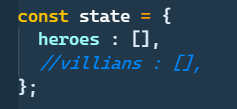 const state = {
heroes : [],
//villians : [],
};